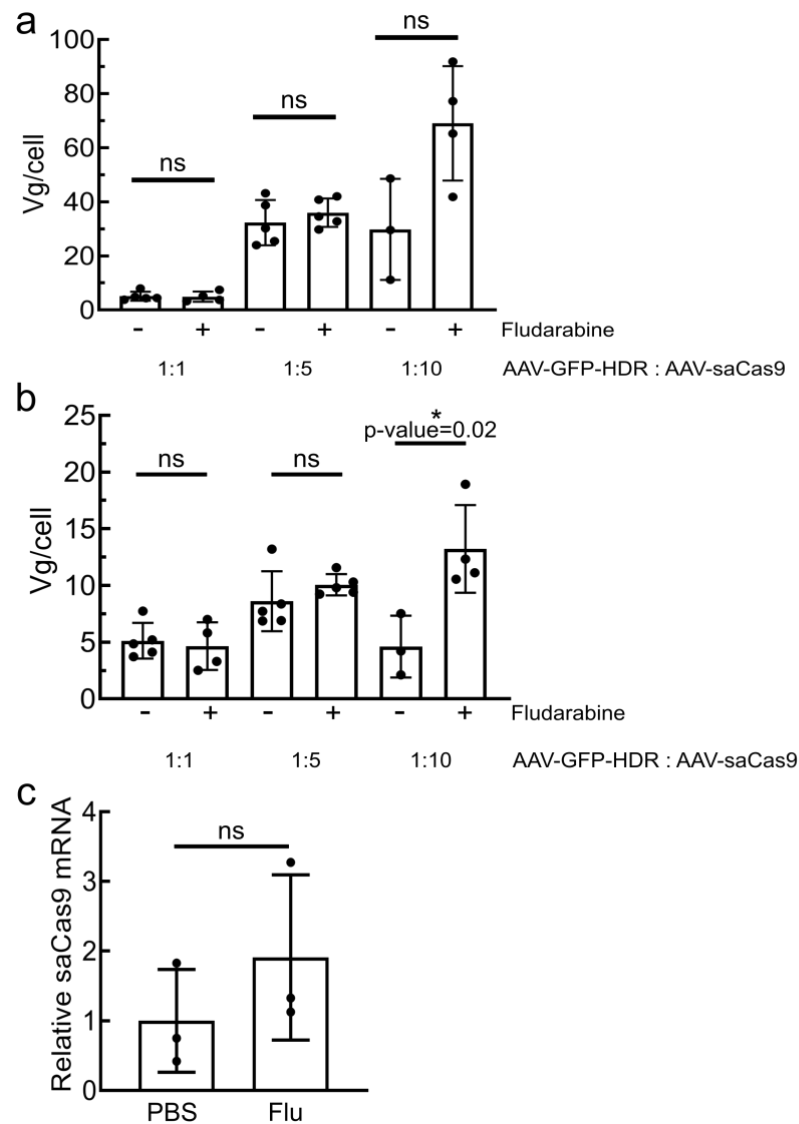 a
100
80
60
40
20
0
Vg/cell
ns
ns
ns
- + - + - + Fludarabine
1:1 1:5 1:10 AAV-GFP-HDR : AAV-saCas9
b
25
20
15
10
5
0
Vg/cell
ns
ns
*
p-value=0.02
- + - + - + Fludarabine
1:1 1:5 1:10 AAV-GFP-HDR : AAV-saCas9
c
4
3
2
1
0
Relative saCas9 mRNA
ns
PBS Flu